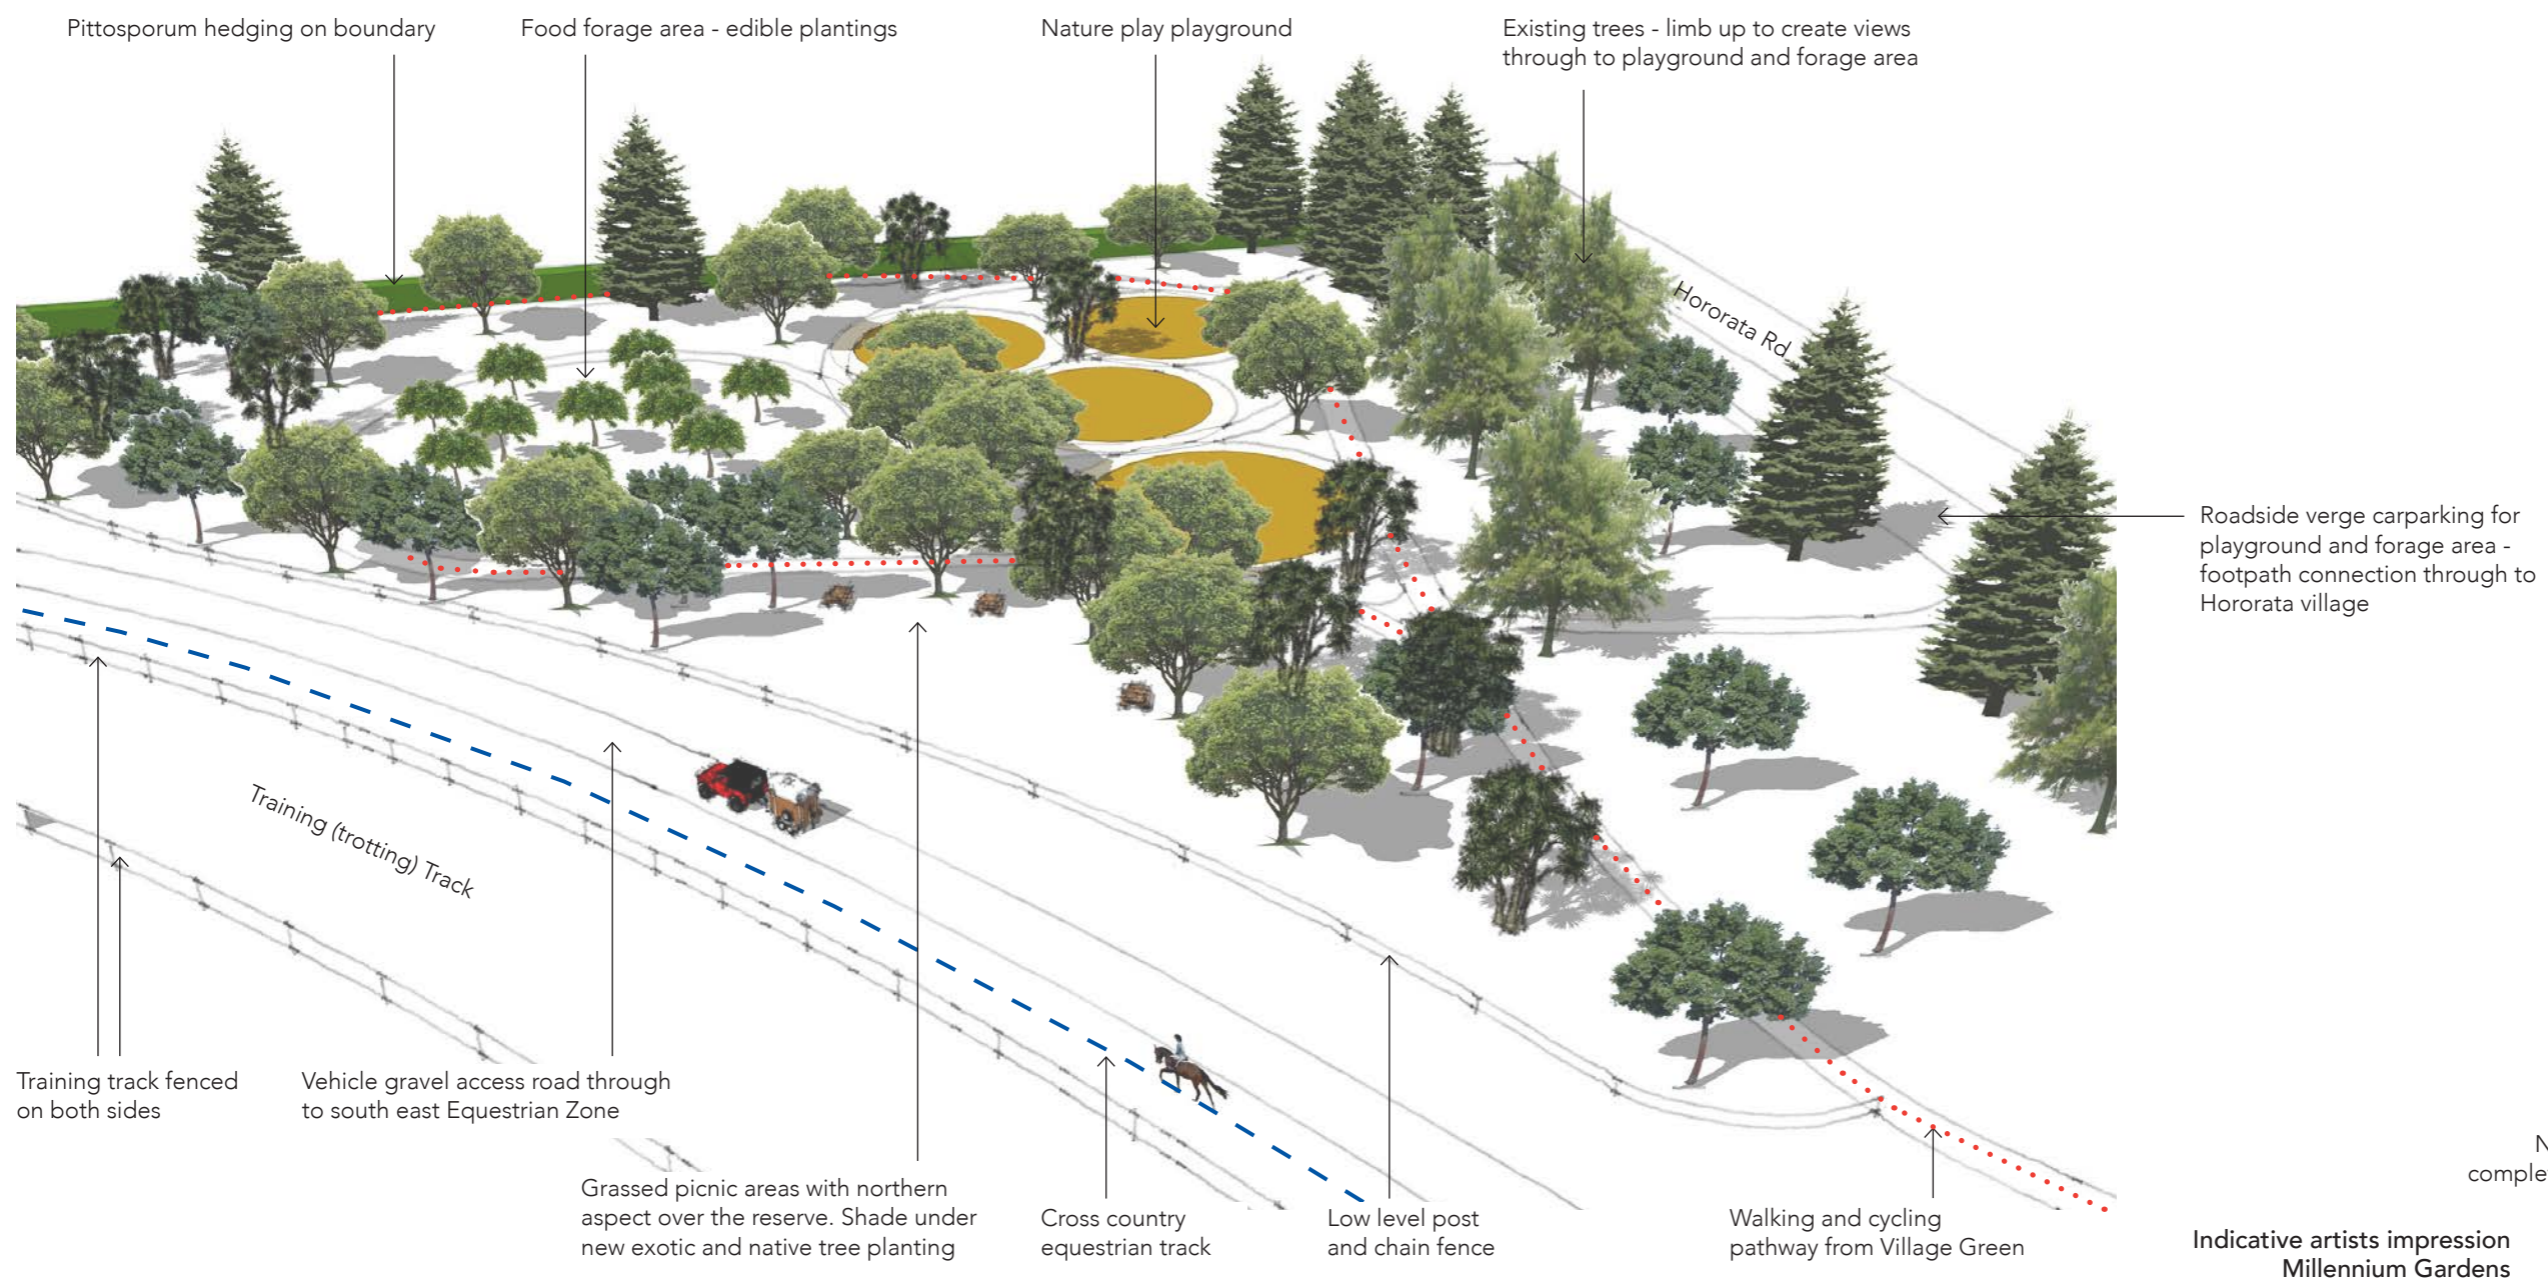 Pittosporum hedging on boundary
Food forage area - edible plantings
Nature play playground
Existing trees - limb up to create views
through to playground and forage area
Hororata Rd
Roadside verge carparking for
playground and forage area -
footpath connection through to
Hororata village
Training (trotting) Track
Training track fenced
on both sides
Vehicle gravel access road through
to south east Equestrian Zone
Grassed picnic areas with northern
aspect over the reserve. Shade under
new exotic and native tree planting
Cross country
equestrian track
Low level post
and chain fence
Walking and cycling
pathway from Village Green
Indicative artists impression
Millennium Gardens